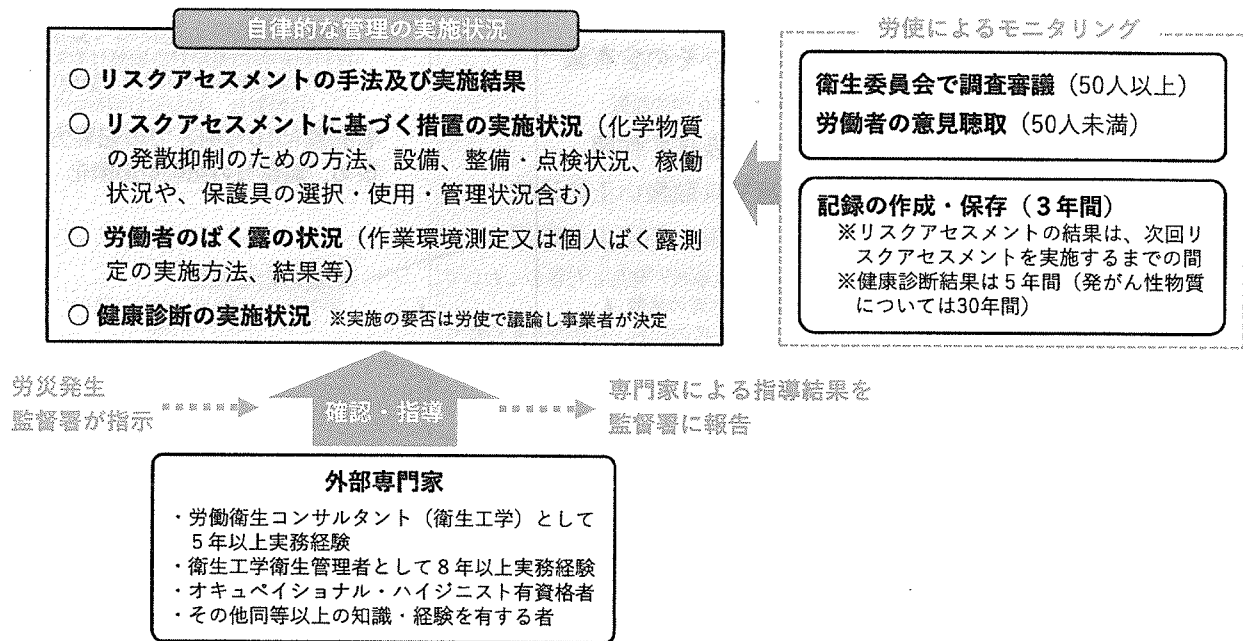 自律的な管理の実施状況
○ リスクアセスメントの手法及び実施結果
○ リスクアセスメントに基づく措置の実施状況（化学物質
の発散抑制のための方法、設備、整備・点検状況、稼働
状況や、保護具の選択・使用・管理状況含む）
○ 労働者のばく露の状況（作業環境測定又は個人ばく露測
定の実施方法、結果等）
○ 健康診断の実施状況 ※実施の要否は労使で議論し事業者が決定
労使によるモニタリング
衛生委員会で調査審議（50人以上）
労働者の意見聴取（50人未満）
記録の作成・保存（３年間）
※リスクアセスメントの結果は、次回リ
スクアセスメントを実施するまでの間
※健康診断結果は５年間（発がん性物質
については30年間）
労災発生
監督署が指示
確認・指導
専門家による指導結果を
監督署に報告
外部専門家
・労働衛生コンサルタント（衛生工学）として
５年以上実務経験
・衛生工学衛生管理者として８年以上実務経験
・オキュペイショナル・ハイジニスト有資格者
・その他同等以上の知識・経験を有する者